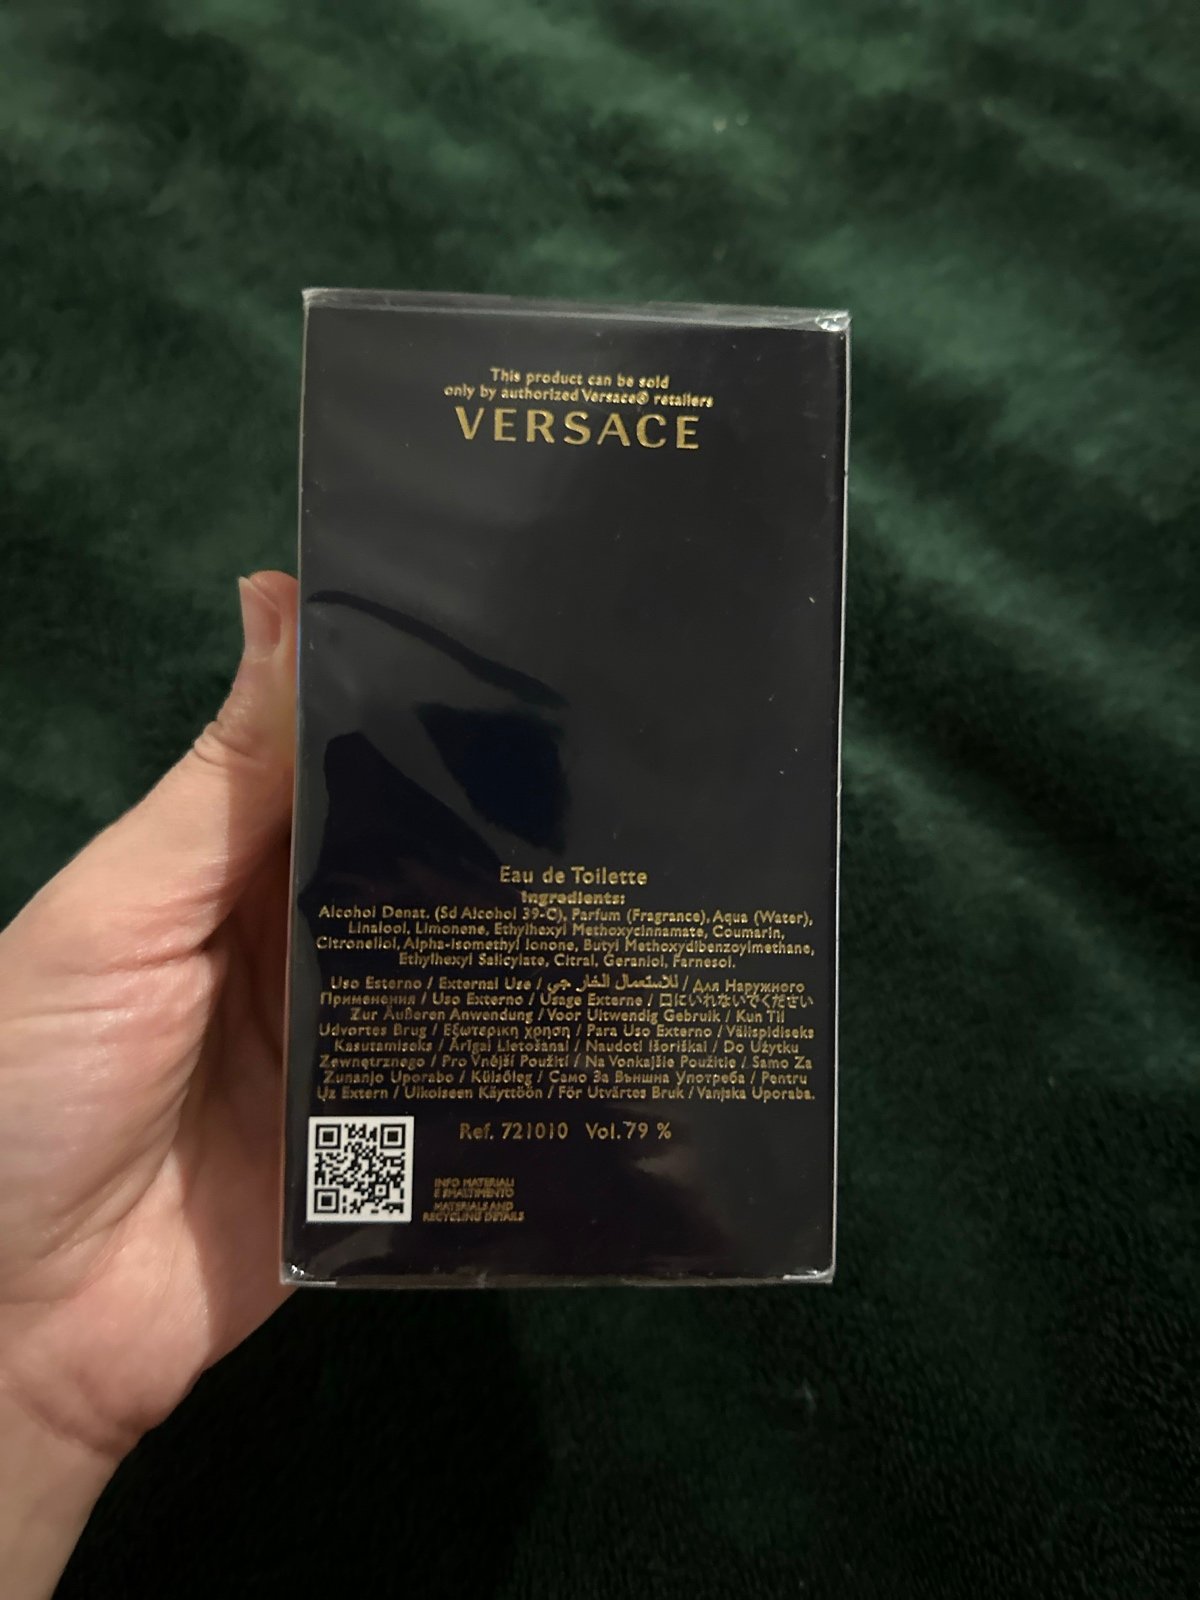 This product can be sold
only by authorized Versace® retailers
VERSACE
Eau de Toilette
Ingredients:
Alcohol Denat. (Sd Alcohol 39-C), Parfum (Fragrance), Aqua (Water),
Linalool, Limonene, Ethylhexyl Methoxycinnamate, Coumarin,
Citronellol, Alpha-Isomethyl Ionone, Butyl Methoxydibenzoylmethane,
Ethylhexyl Salicylate, Citral, Geraniol, Farnesol.
Uso Esterno / External Use / للاستعمال الخارجي / Для Наружного
Применения / Uso Externo / Usage Externe / 口にいれないでください
Zur Äußeren Anwendung / Voor Uitwendig Gebruik / Kun Til
Udvortes Brug / Εξωτερικη χρηση / Para Uso Externo / Välispidiseks
Kasutamiseks / Ārīgai Lietošanai / Naudoti Išoriškai / Do Użytku
Zewnętrznego / Pro Vnější Použití / Na Vonkajšie Použitie / Samo Za
Zunanjo Uporabo / Külsőleg / Само За Външна Употреба / Pentru
Uz Extern / Ulkoiseen Käyttöön / För Utvärtes Bruk / Vanjska Uporaba.
Ref. 721010 Vol. 79 %
INFO MATERIALI
E SMALTIMENTO
MATERIALS AND
RECYCLING DETAILS